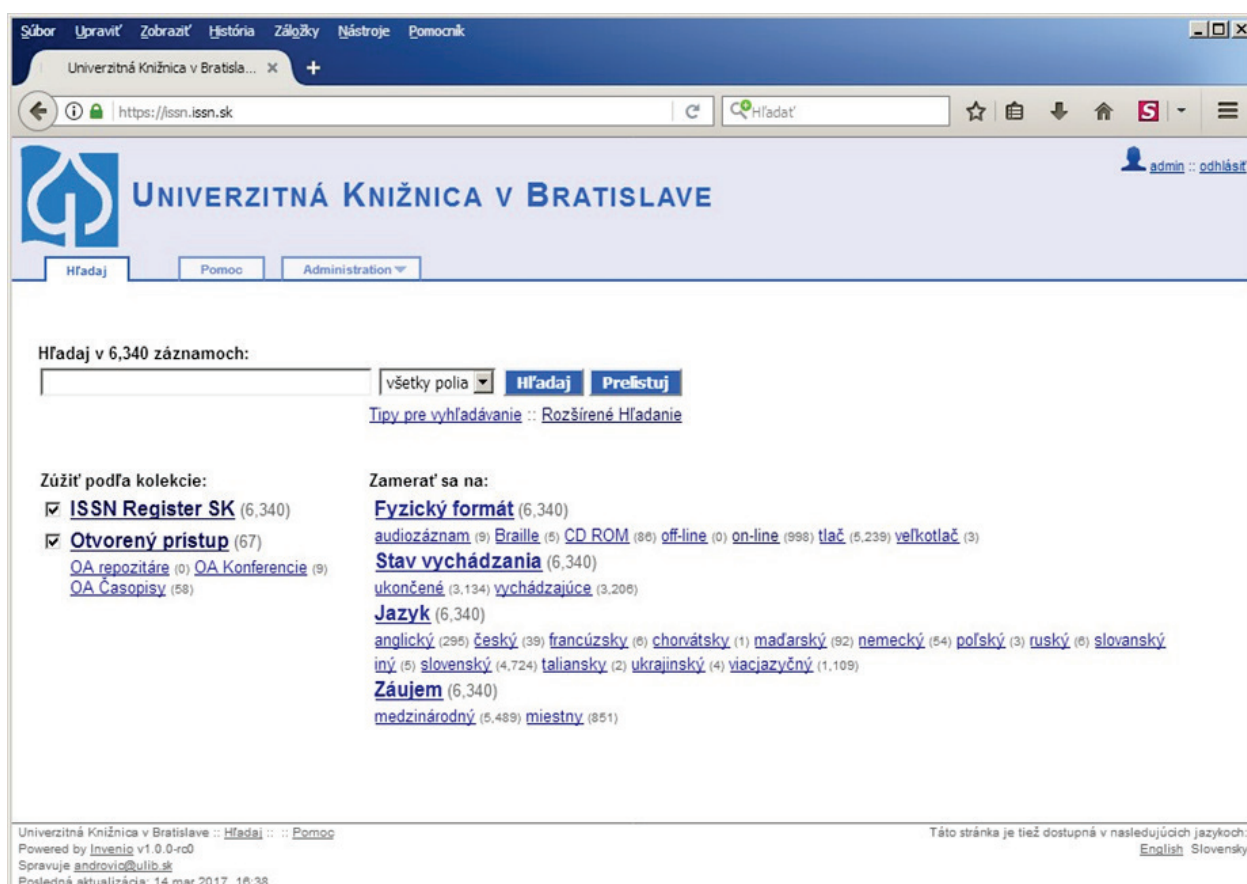 Súbor Upraviť Zobraziť História Záložky Nástroje Pomocník
Univerzitná Knižnica v Bratisla...
https://issn.issn.sk
Hľadať
admin :: odhlásiť
UNIVERZITNÁ KNIŽNICA V BRATISLAVE
Hľadaj Pomoc Administration
Hľadaj v 6,340 záznamoch:
všetky polia Hľadaj Prelistuj
Tipy pre vyhľadávanie :: Rozšírené Hľadanie
Zúžiť podľa kolekcie:
ISSN Register SK (6,340)
Otvorený prístup (67)
OA repozitáre (0) OA Konferencie (9)
OA Časopisy (58)
Zamerať sa na:
Fyzický formát (6,340)
audiozáznam (9) Braille (5) CD ROM (86) off-line (0) on-line (998) tlač (5,239) veľkotlač (3)
Stav vychádzania (6,340)
ukončené (3,134) vychádzajúce (3,206)
Jazyk (6,340)
anglický (295) český (39) francúzsky (6) chorvátsky (1) maďarský (92) nemecký (54) poľský (3) ruský (6) slovanský
iný (5) slovenský (4,724) taliansky (2) ukrajinský (4) viacjazyčný (1,109)
Záujem (6,340)
medzinárodný (5,489) miestny (851)
Univerzitná Knižnica v Bratislave :: Hľadaj :: :: Pomoc
Powered by Invenio v1.0.0-rc0
Spravuje androvic@ulib.sk
Posledná aktualizácia: 14 mar 2017, 16:38
Táto stránka je tiež dostupná v nasledujúcich jazykoch:
English Slovensky